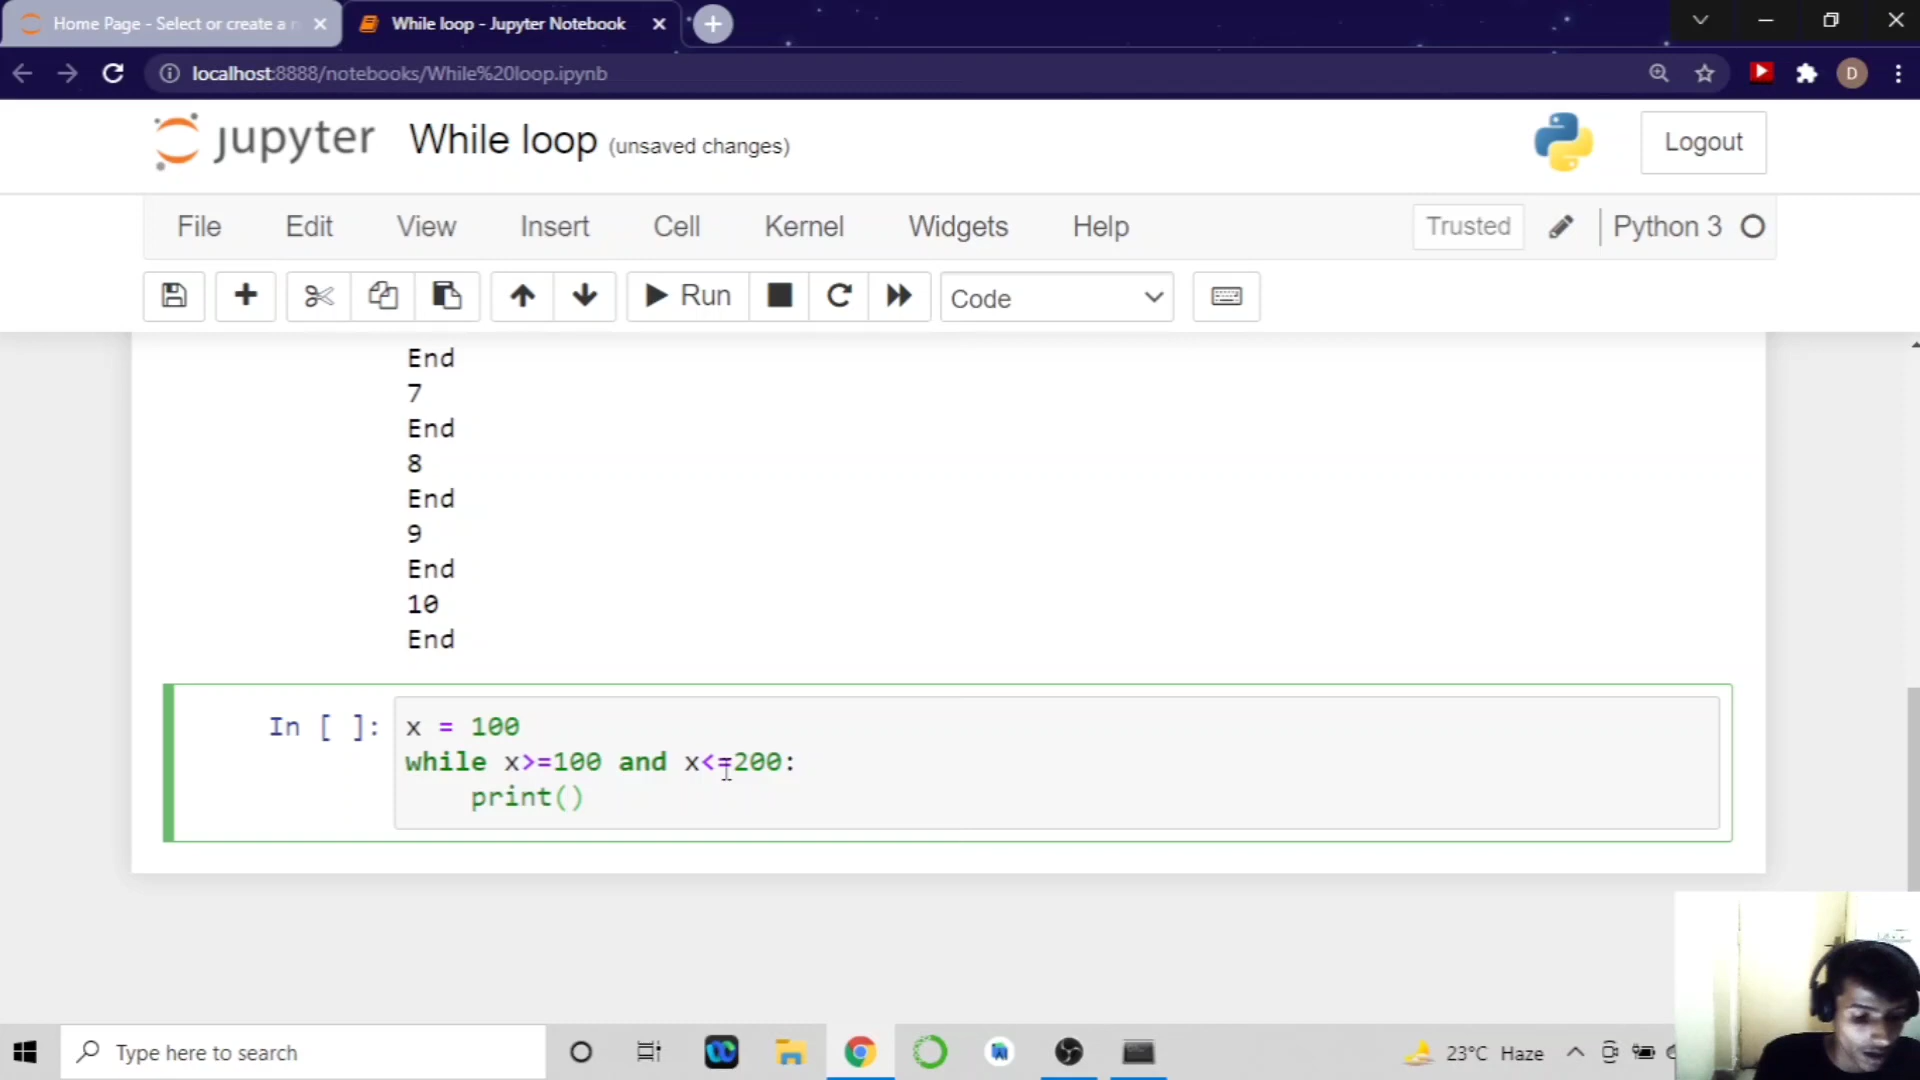 Home Page - Select or create a n
While loop - Jupyter Notebook
localhost:8888/notebooks/While%20loop.ipynb
D
jupyter While loop (unsaved changes)
Logout
File Edit View Insert Cell Kernel Widgets Help
Trusted
Python 3
Run
Code
End
7
End
8
End
9
End
10
End
In [ ]:
x = 100
while x>=100 and x<=200:
print()
Type here to search
23°C Haze